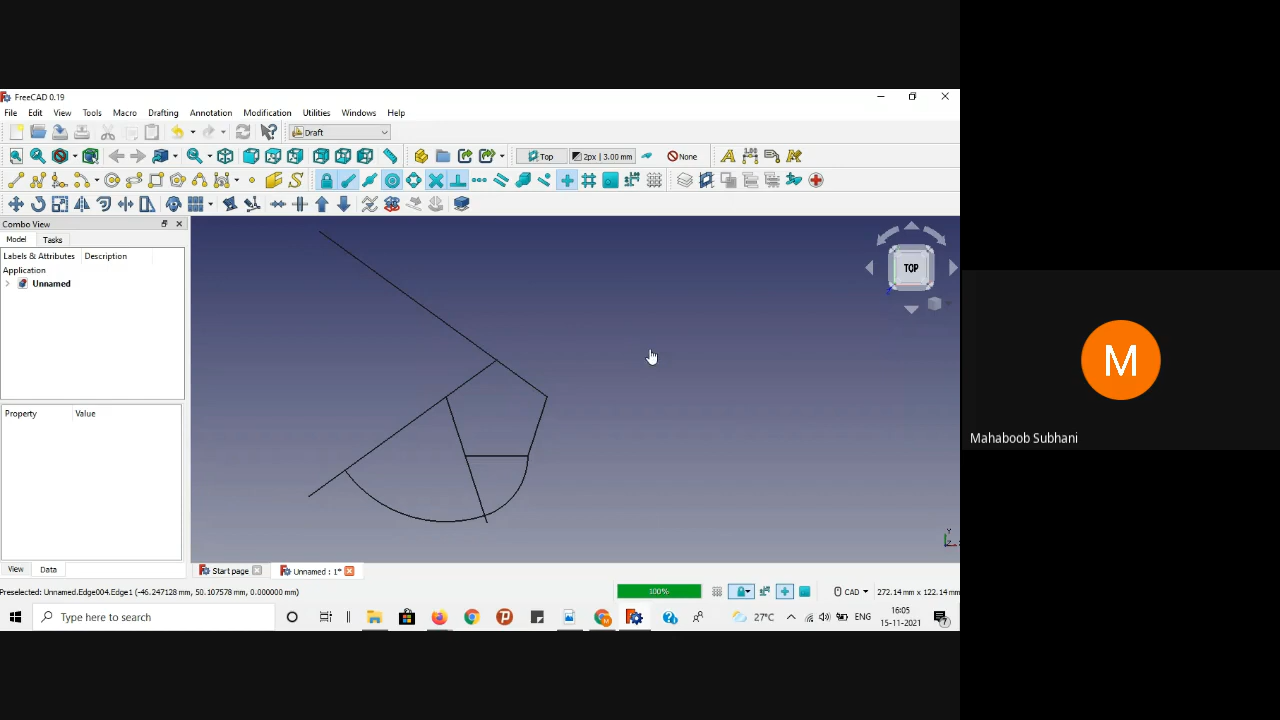 FreeCAD 0.19
File Edit View Tools Macro Drafting Annotation Modification Utilities Windows Help
Draft
Top 2px | 3.00 mm None
Combo View
Model Tasks
Labels & Attributes Description
Application
Unnamed
TOP
M
Property Value
Mahaboob Subhani
Y
View Data
Start page Unnamed : 1*
Preselected: Unnamed.Edge004.Edge1 (-46.247128 mm, 50.107578 mm, 0.000000 mm) 100% CAD 272.14 mm x 122.14 mm
Type here to search 27°C ENG 16:05
15-11-2021